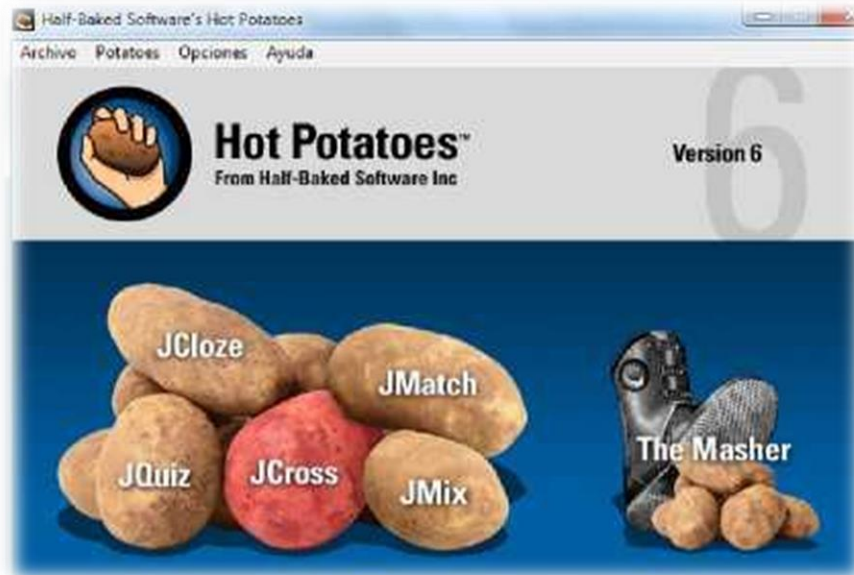 Half-Baked Software's Hot Potatoes
Archivo Potatoes Opciones Ayuda
Hot Potatoes™
From Half-Baked Software Inc
6
Version 6
JCloze
JMatch
JQuiz
JCross
JMix
The Masher